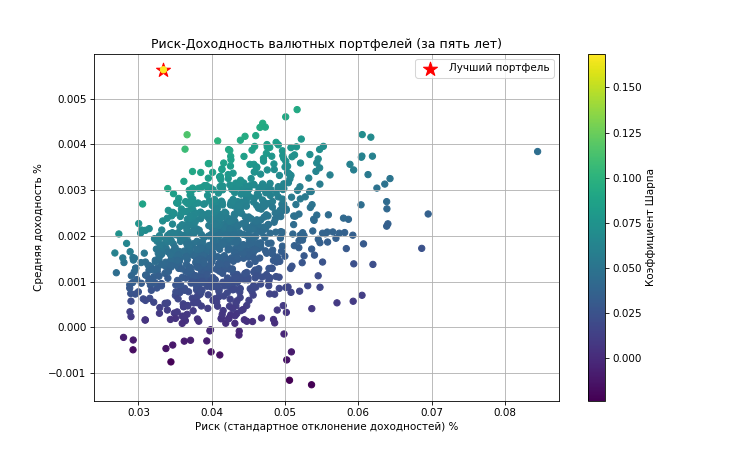 Риск-Доходность валютных портфелей (за пять лет)
Лучший портфель
Средняя доходность %
0.005
0.004
0.003
0.002
0.001
0.000
−0.001
0.03 0.04 0.05 0.06 0.07 0.08
Риск (стандартное отклонение доходностей) %
0.150
0.125
0.100
0.075
0.050
0.025
0.000
Коэффициент Шарпа